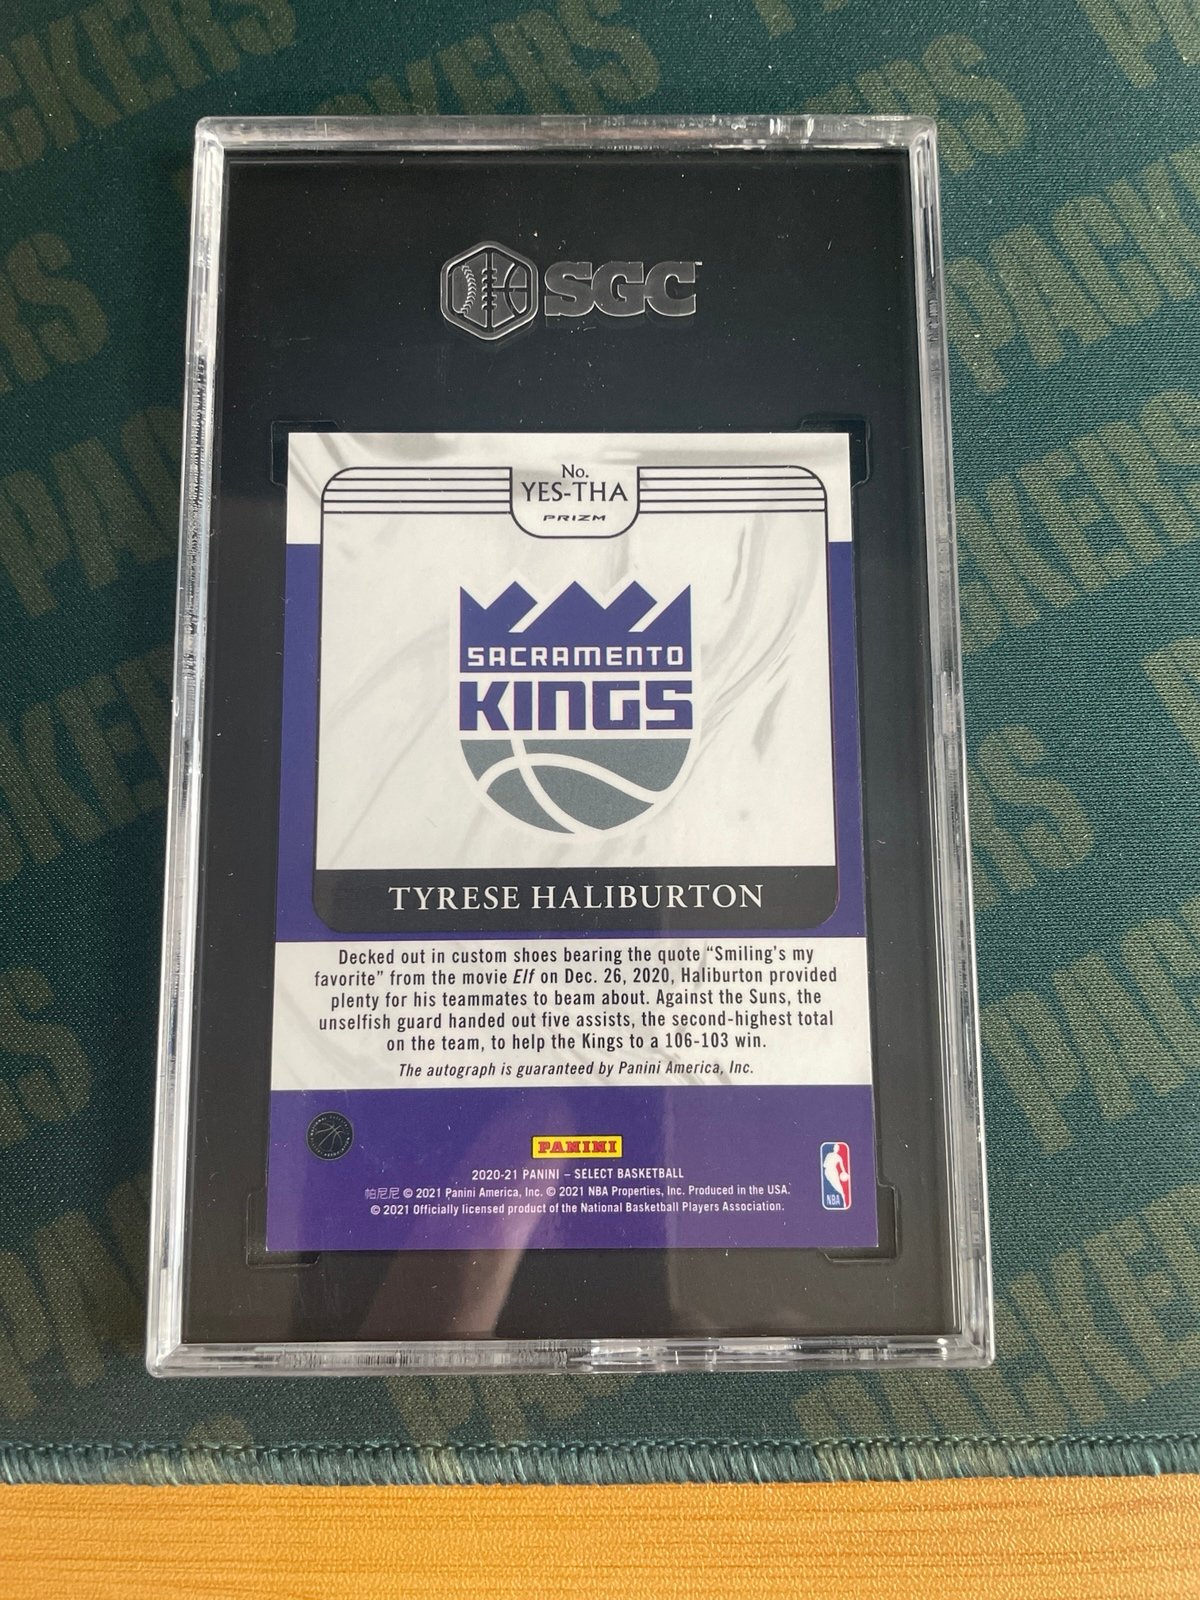 SGC
No.
YES-THA
PRIZM
SACRAMENTO
KINGS
TYRESE HALIBURTON
Decked out in custom shoes bearing the quote “Smiling’s my
favorite” from the movie Elf on Dec. 26, 2020, Haliburton provided
plenty for his teammates to beam about. Against the Suns, the
unselfish guard handed out five assists, the second-highest total
on the team, to help the Kings to a 106-103 win.
The autograph is guaranteed by Panini America, Inc.
PANINI
2020-21 PANINI – SELECT BASKETBALL
帕尼尼 © 2021 Panini America, Inc. © 2021 NBA Properties, Inc. Produced in the USA.
© 2021 Officially licensed product of the National Basketball Players Association.
NBA
PACKERS
PACKERS
PACKERS
PACKERS